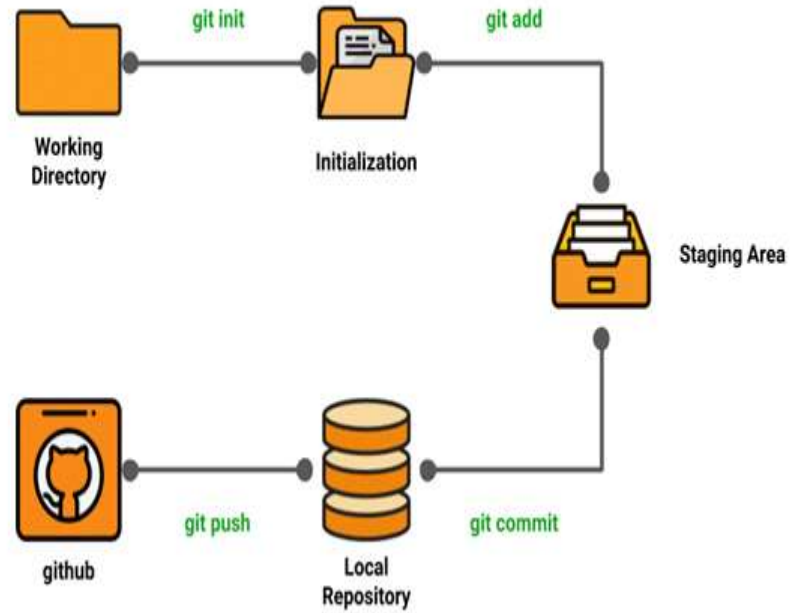 git init
git add
Working
Directory
Initialization
Staging Area
git push
git commit
github
Local
Repository